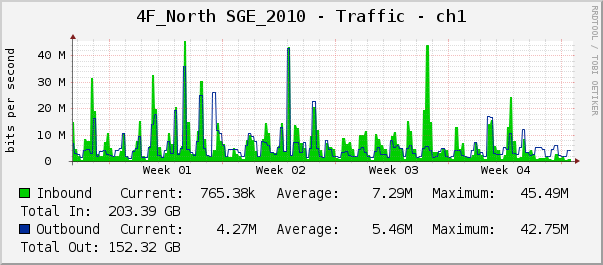 4F_North SGE_2010 - Traffic - ch1
RRDTOOL / TOBI OETIKER
bits per second
40 M
30 M
20 M
10 M
0
Week 01 Week 02 Week 03 Week 04
Inbound Current: 765.38k Average: 7.29M Maximum: 45.49M
Total In: 203.39 GB
Outbound Current: 4.27M Average: 5.46M Maximum: 42.75M
Total Out: 152.32 GB